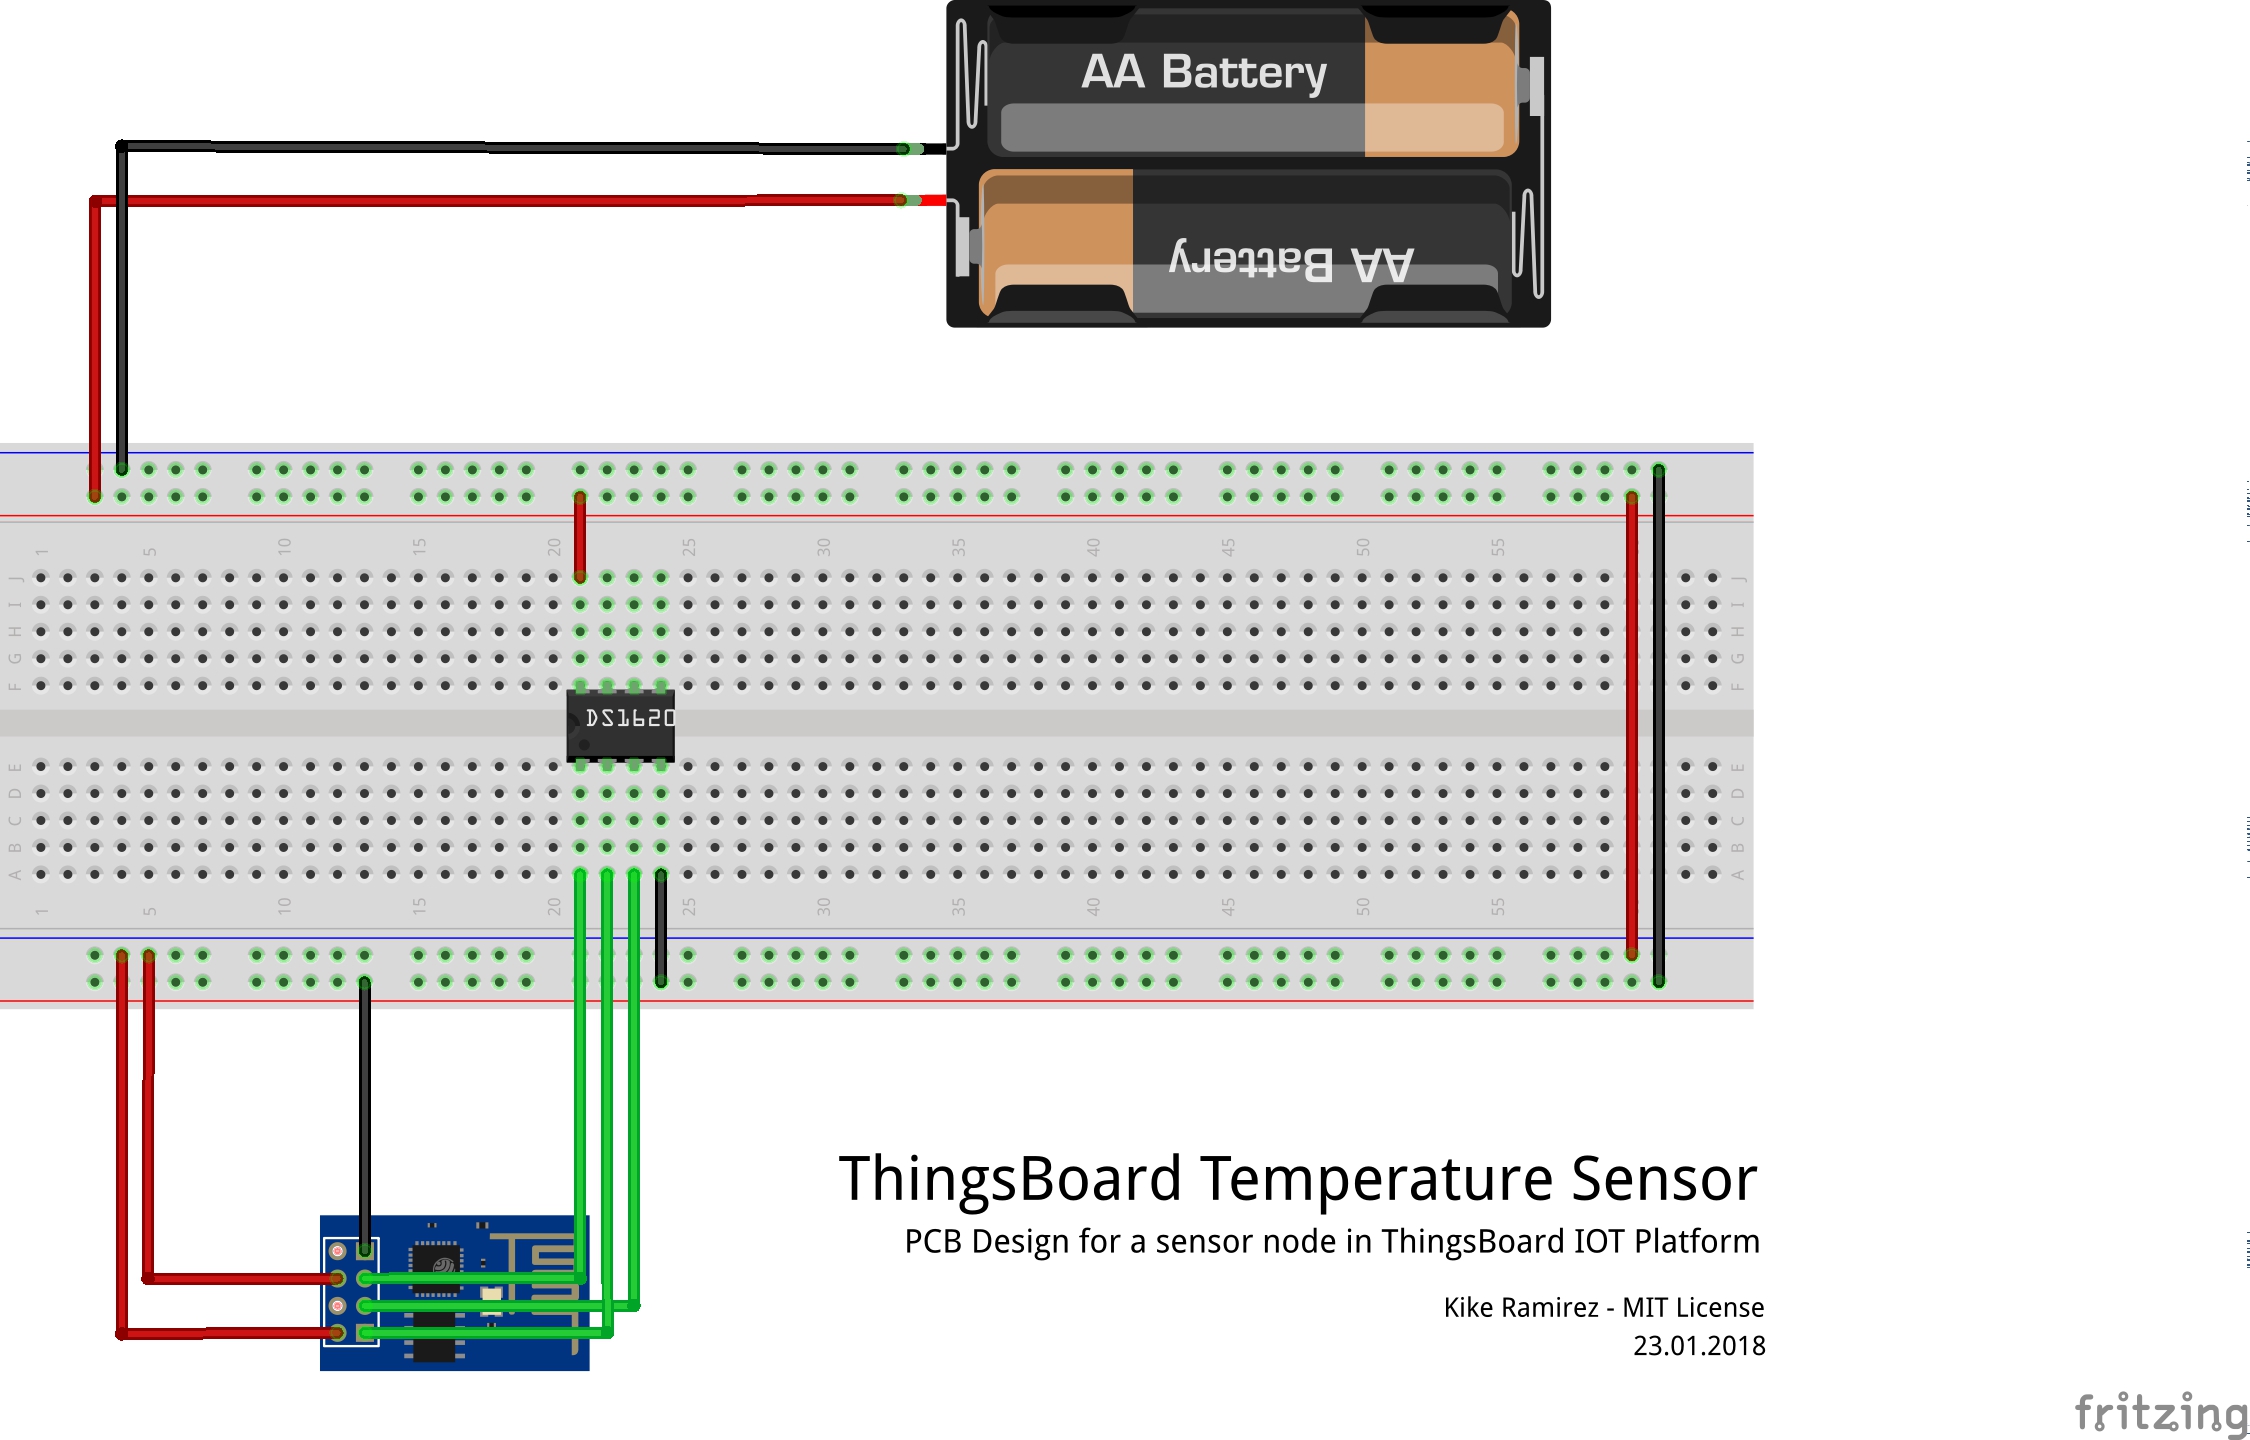 AA Battery
AA Battery
1 5 10 15 20 25 30 35 40 45 50 55
J J
I I
H H
G G
F F
DS1620
E E
D D
C C
B B
A A
1 5 10 15 20 25 30 35 40 45 50 55
ThingsBoard Temperature Sensor
PCB Design for a sensor node in ThingsBoard IOT Platform
Kike Ramirez - MIT License
23.01.2018
fritzing